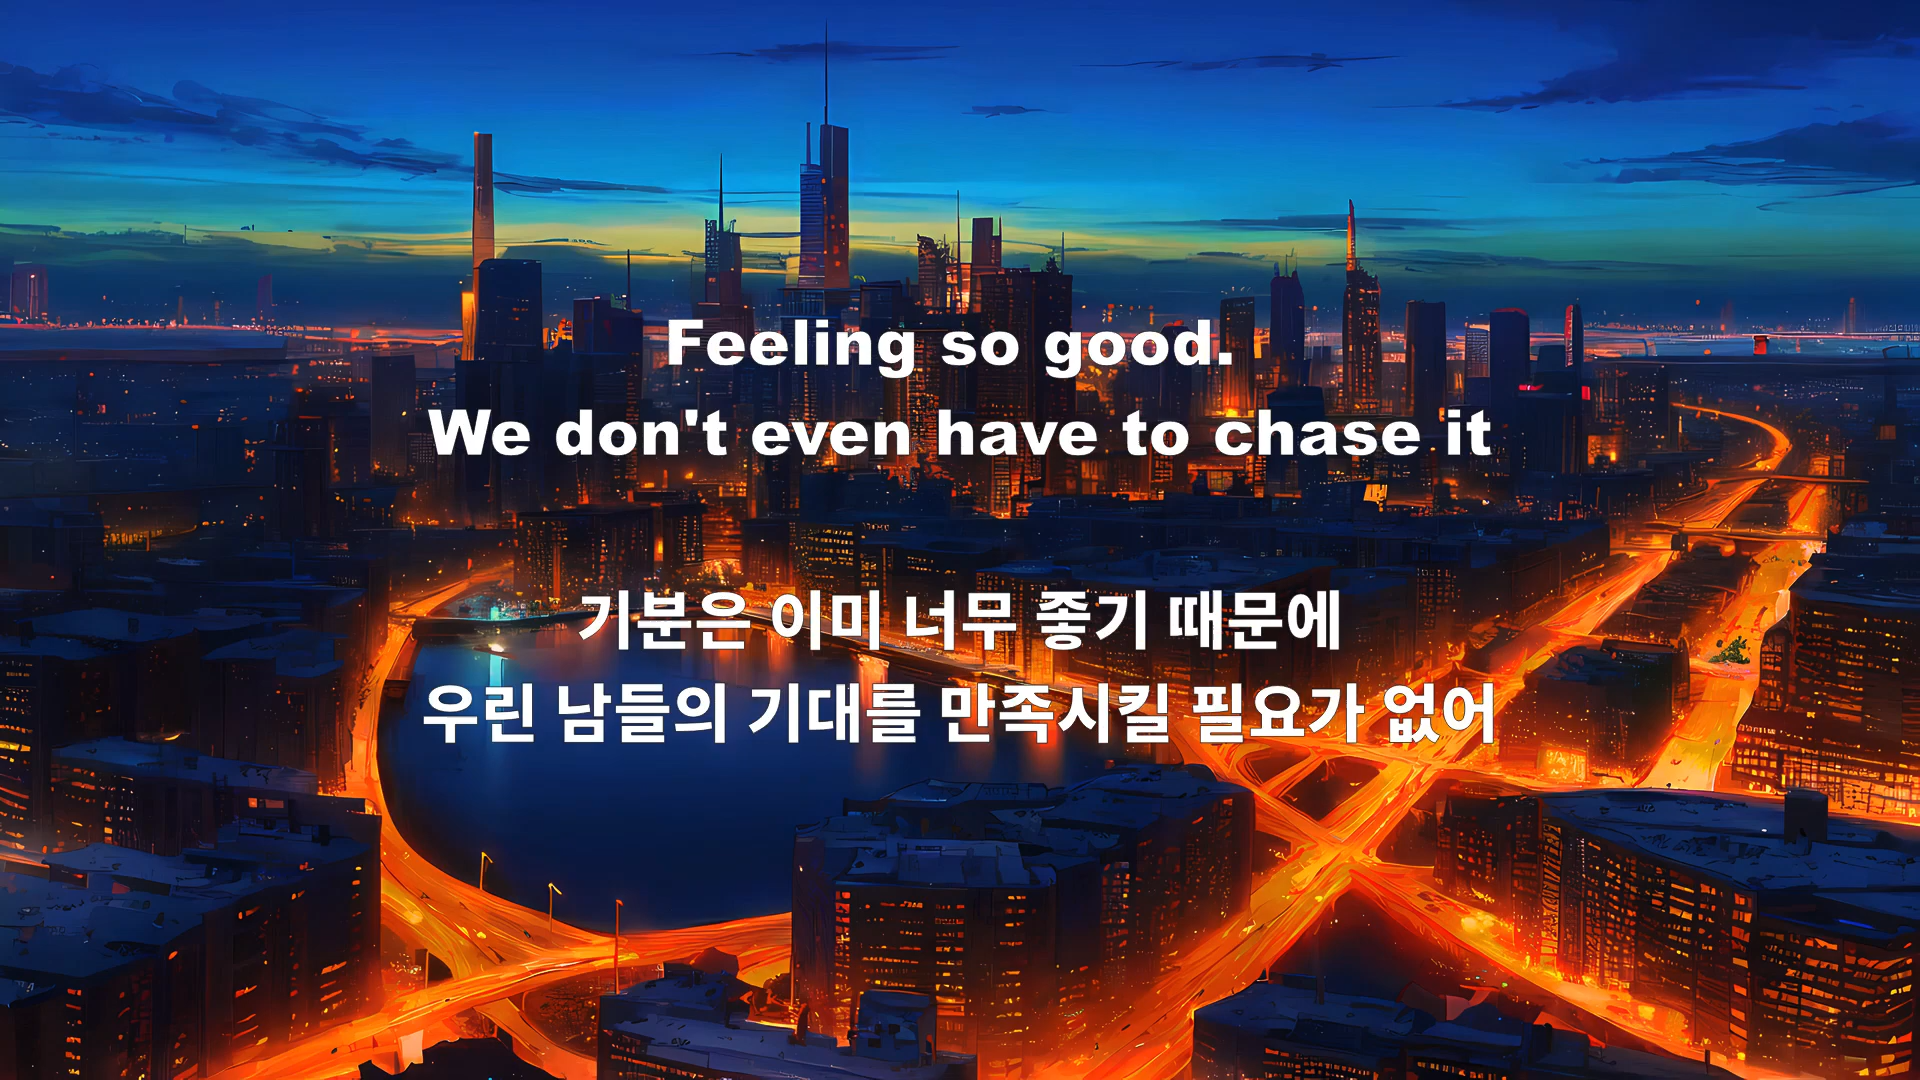 Feeling so good.
We don't even have to chase it
기분은 이미 너무 좋기 때문에
우린 남들의 기대를 만족시킬 필요가 없어